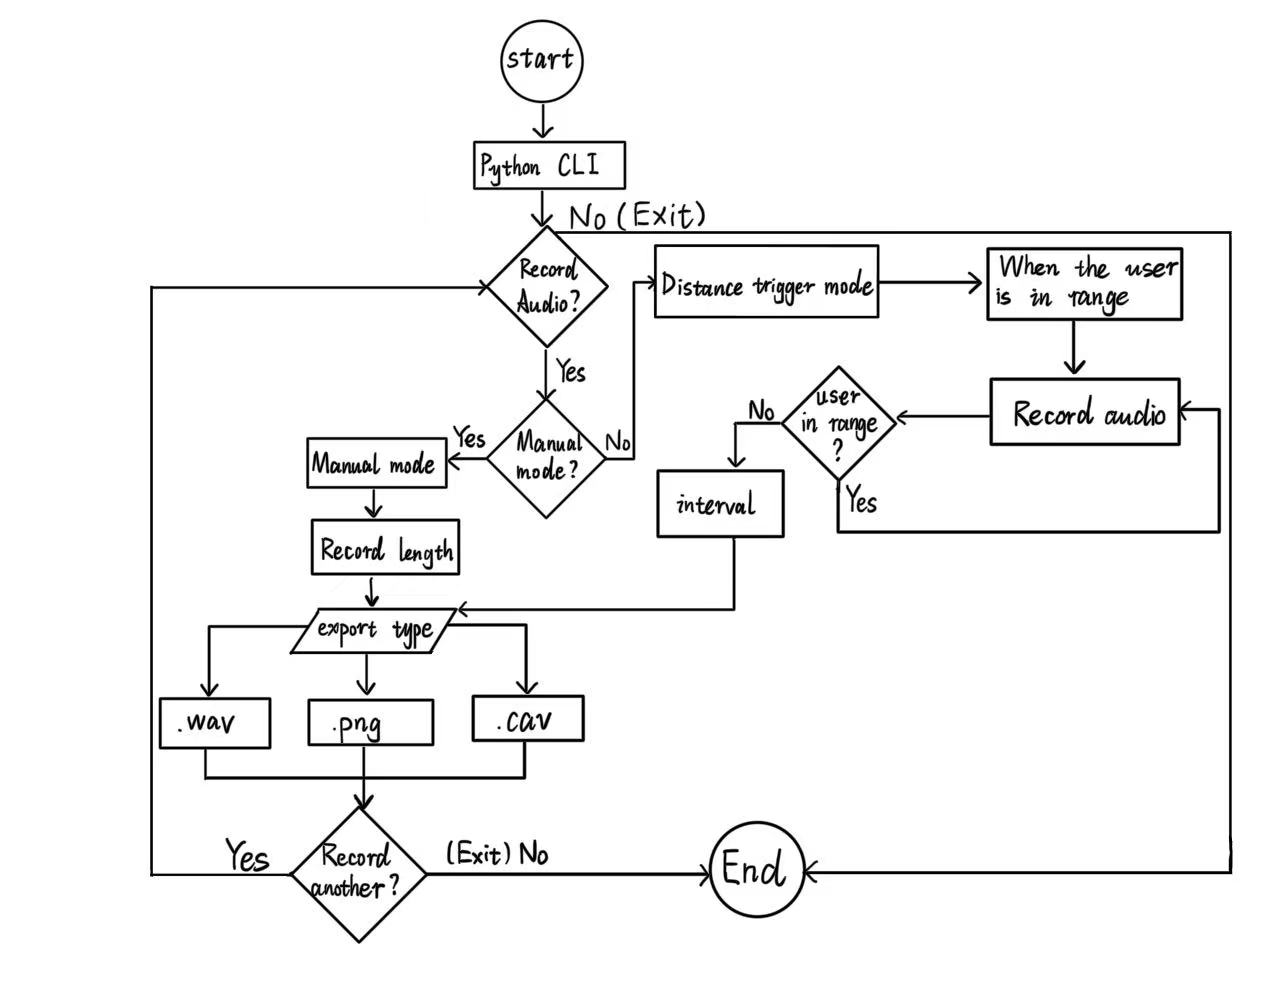 start
Python CLI
No (Exit)
Record
Audio?
Distance trigger mode
When the user
is in range
Yes
user
in range
?
No
Record audio
Yes
Manual
mode?
No
Yes
Manual mode
interval
Record length
export type
.wav
.png
.cav
Record
another?
Yes
(Exit) No
End